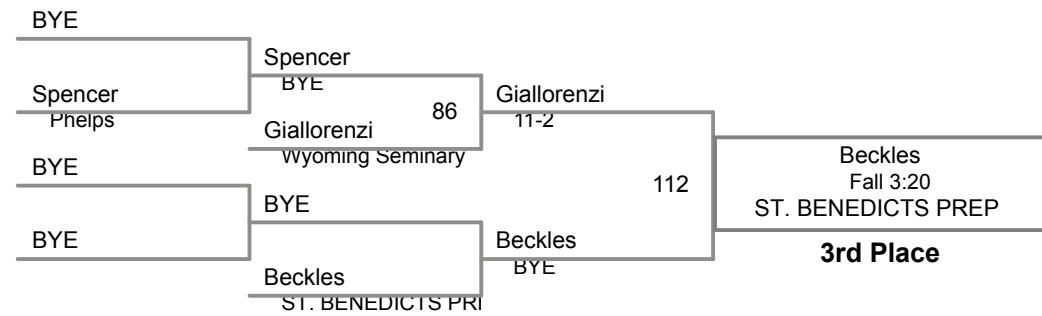 BYE
Spencer
Phelps
BYE
BYE
Spencer
BYE
86
Giallorenzi
Wyoming Seminary
BYE
Beckles
ST. BENEDICTS PRE
Giallorenzi
11-2
112
Beckles
BYE
Beckles
Fall 3:20
ST. BENEDICTS PREP
3rd Place